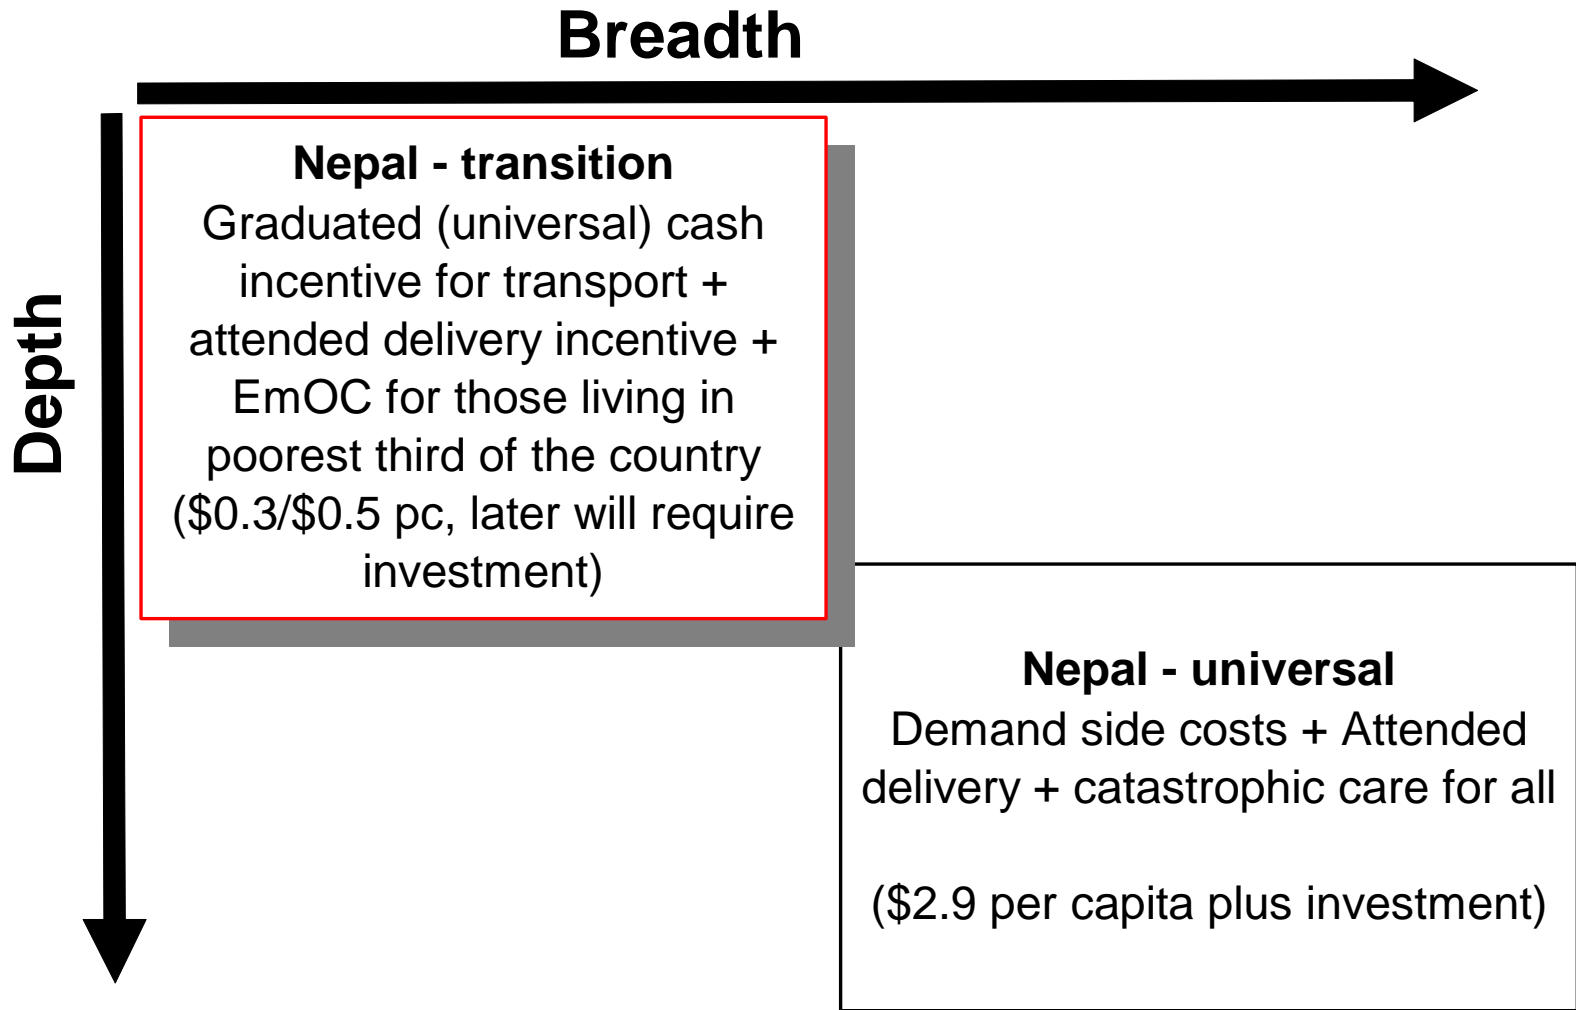 Breadth
Depth
Nepal - transition
Graduated (universal) cash
incentive for transport +
attended delivery incentive +
EmOC for those living in
poorest third of the country
($0.3/$0.5 pc, later will require
investment)
Nepal - universal
Demand side costs + Attended
delivery + catastrophic care for all
($2.9 per capita plus investment)